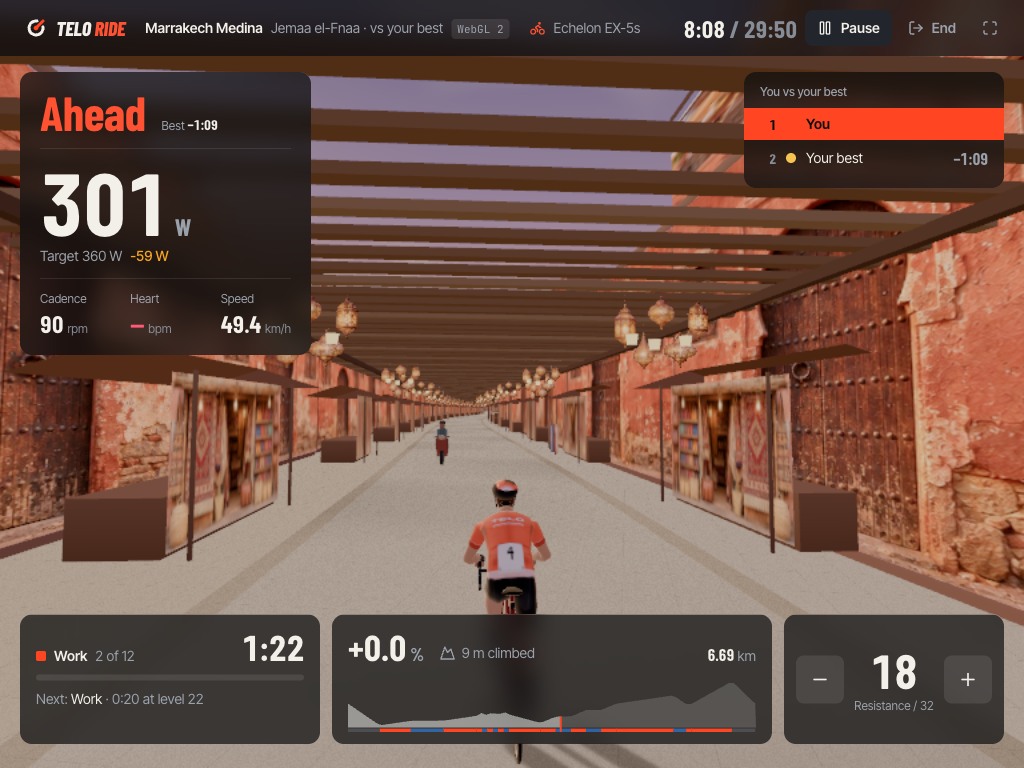 TELO RIDE Marrakech Medina Jemaa el-Fnaa · vs your best WebGL 2 Echelon EX-5s 8:08 / 29:50 Pause End
Ahead Best −1:09
301 W
Target 360 W -59 W
Cadence Heart Speed
90 rpm – bpm 49.4 km/h
You vs your best
1 You
2 Your best −1:09
TELO
4
Work 2 of 12 1:22
Next: Work · 0:20 at level 22
+0.0 % 9 m climbed 6.69 km
− 18 +
Resistance / 32